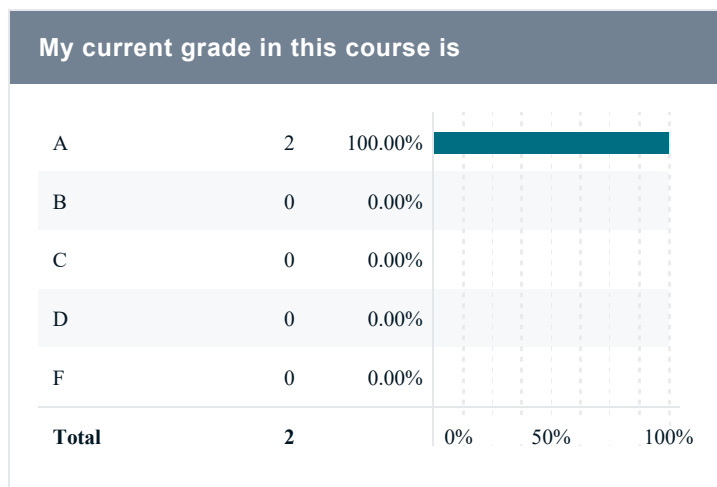 My current grade in this course is
A 2 100.00%
B 0 0.00%
C 0 0.00%
D 0 0.00%
F 0 0.00%
Total 2 0% 50% 100%